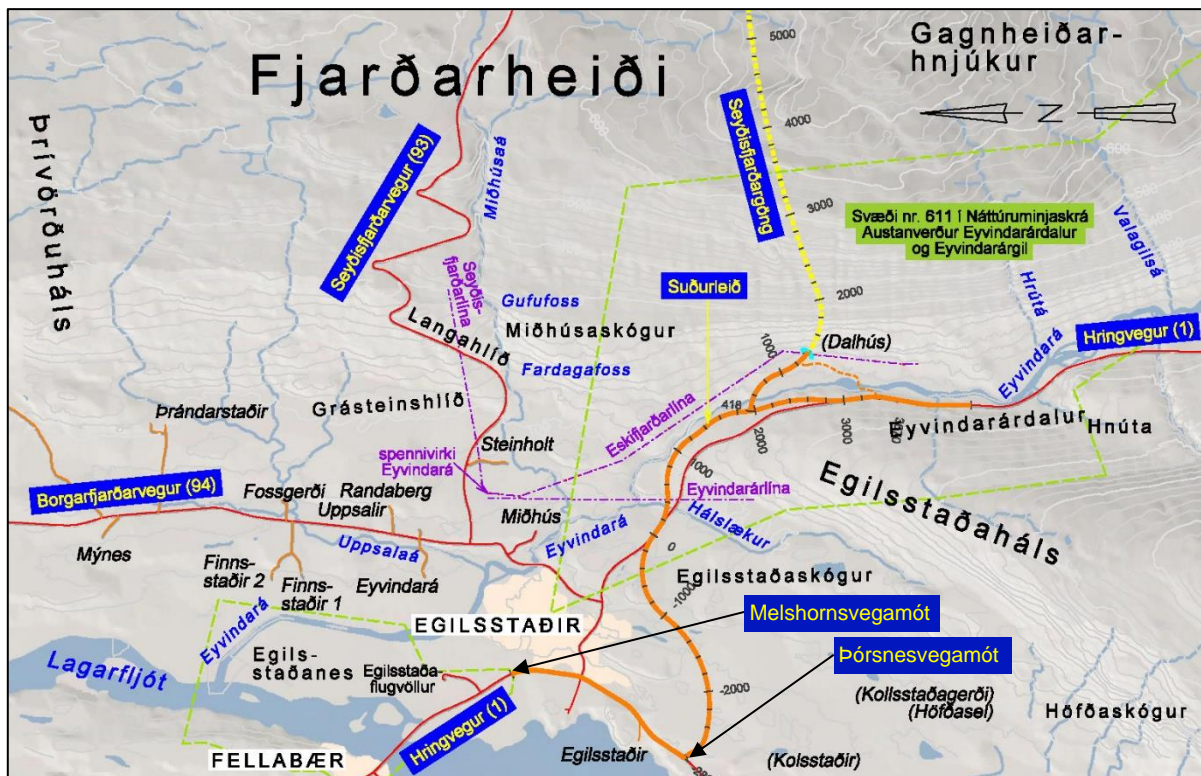 5000
Gagnheiðar-
hnjúkur
Fjarðarheiði
N
4000
Seyðisfjarðargöng
Þrívörðuháls
Seyðisfjarðarvegur (93)
Miðhúsaá
3000
Svæði nr. 611 í Náttúruminjaskrá
Austanverður Eyvindarárdalur
og Eyvindarárgil
Valagilsá
Hrútá
Seyðis-
fjarðarlína
Suðurleið
2000
Gufufoss
Miðhúsaskógur
Langahlíð
1000
(Dalhús)
Hringvegur (1)
Eyvindará
Fardagafoss
Grásteinshlíð
Þrándarstaðir
418
2000
3000
Eyvindarárdalur
Hnúta
Steinholt
Eskifjarðarlína
spennivirki
Eyvindará
1000
Egilsstaðaháls
Borgarfjarðarvegur (94)
Fossgerði
Randaberg
Uppsalir
Eyvindarárlína
Miðhús
Hálslækur
Mýnes
Uppsalaá
Eyvindará
0
Finns-
staðir 2
Finns-
staðir 1
Eyvindará
Egilsstaðaskógur
-1000
Melshornsvegamót
EGILSSTAÐIR
Eyvindará
Lagarfljót
Egils-
staðanes
Egilsstaða-
flugvöllur
Þórsnesvegamót
-2000
(Kollsstaðagerði)
(Höfðasel)
Höfðaskógur
Hringvegur (1)
Egilsstaðir
(Kolsstaðir)
FELLABÆR